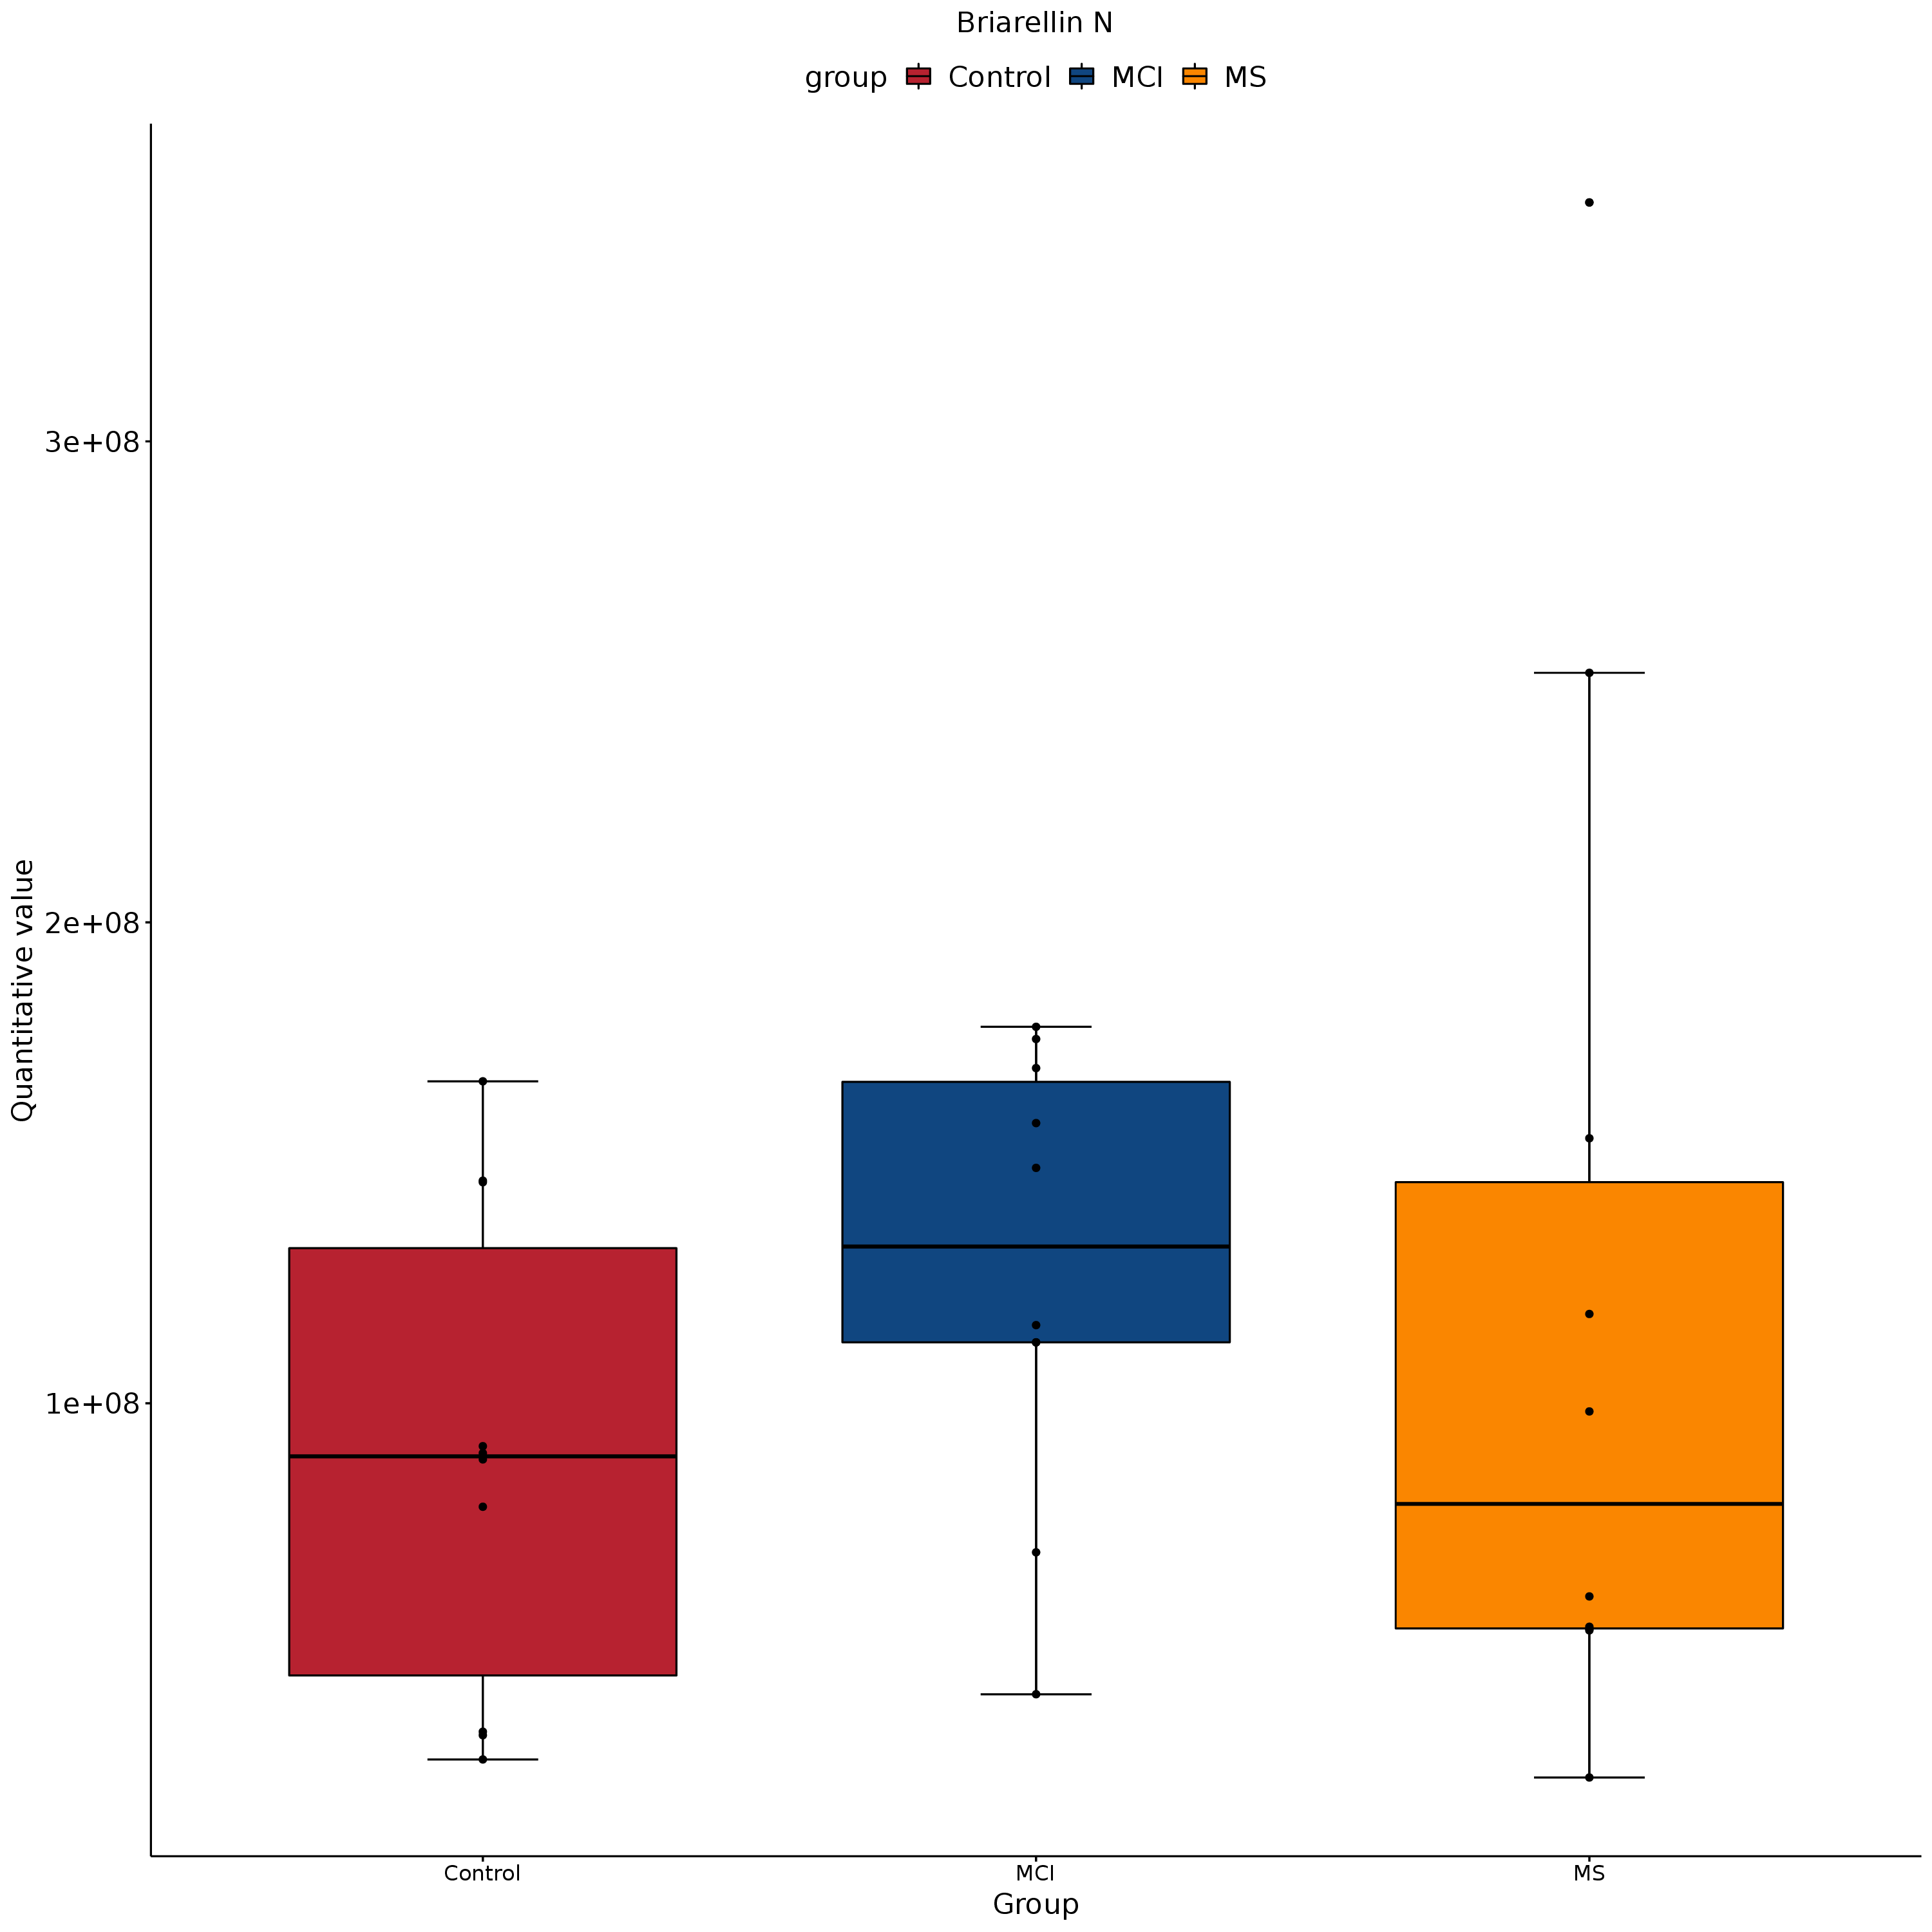 Briarellin N
group Control MCI MS
3e+08
2e+08
1e+08
Quantitative value
Control MCI MS
Group